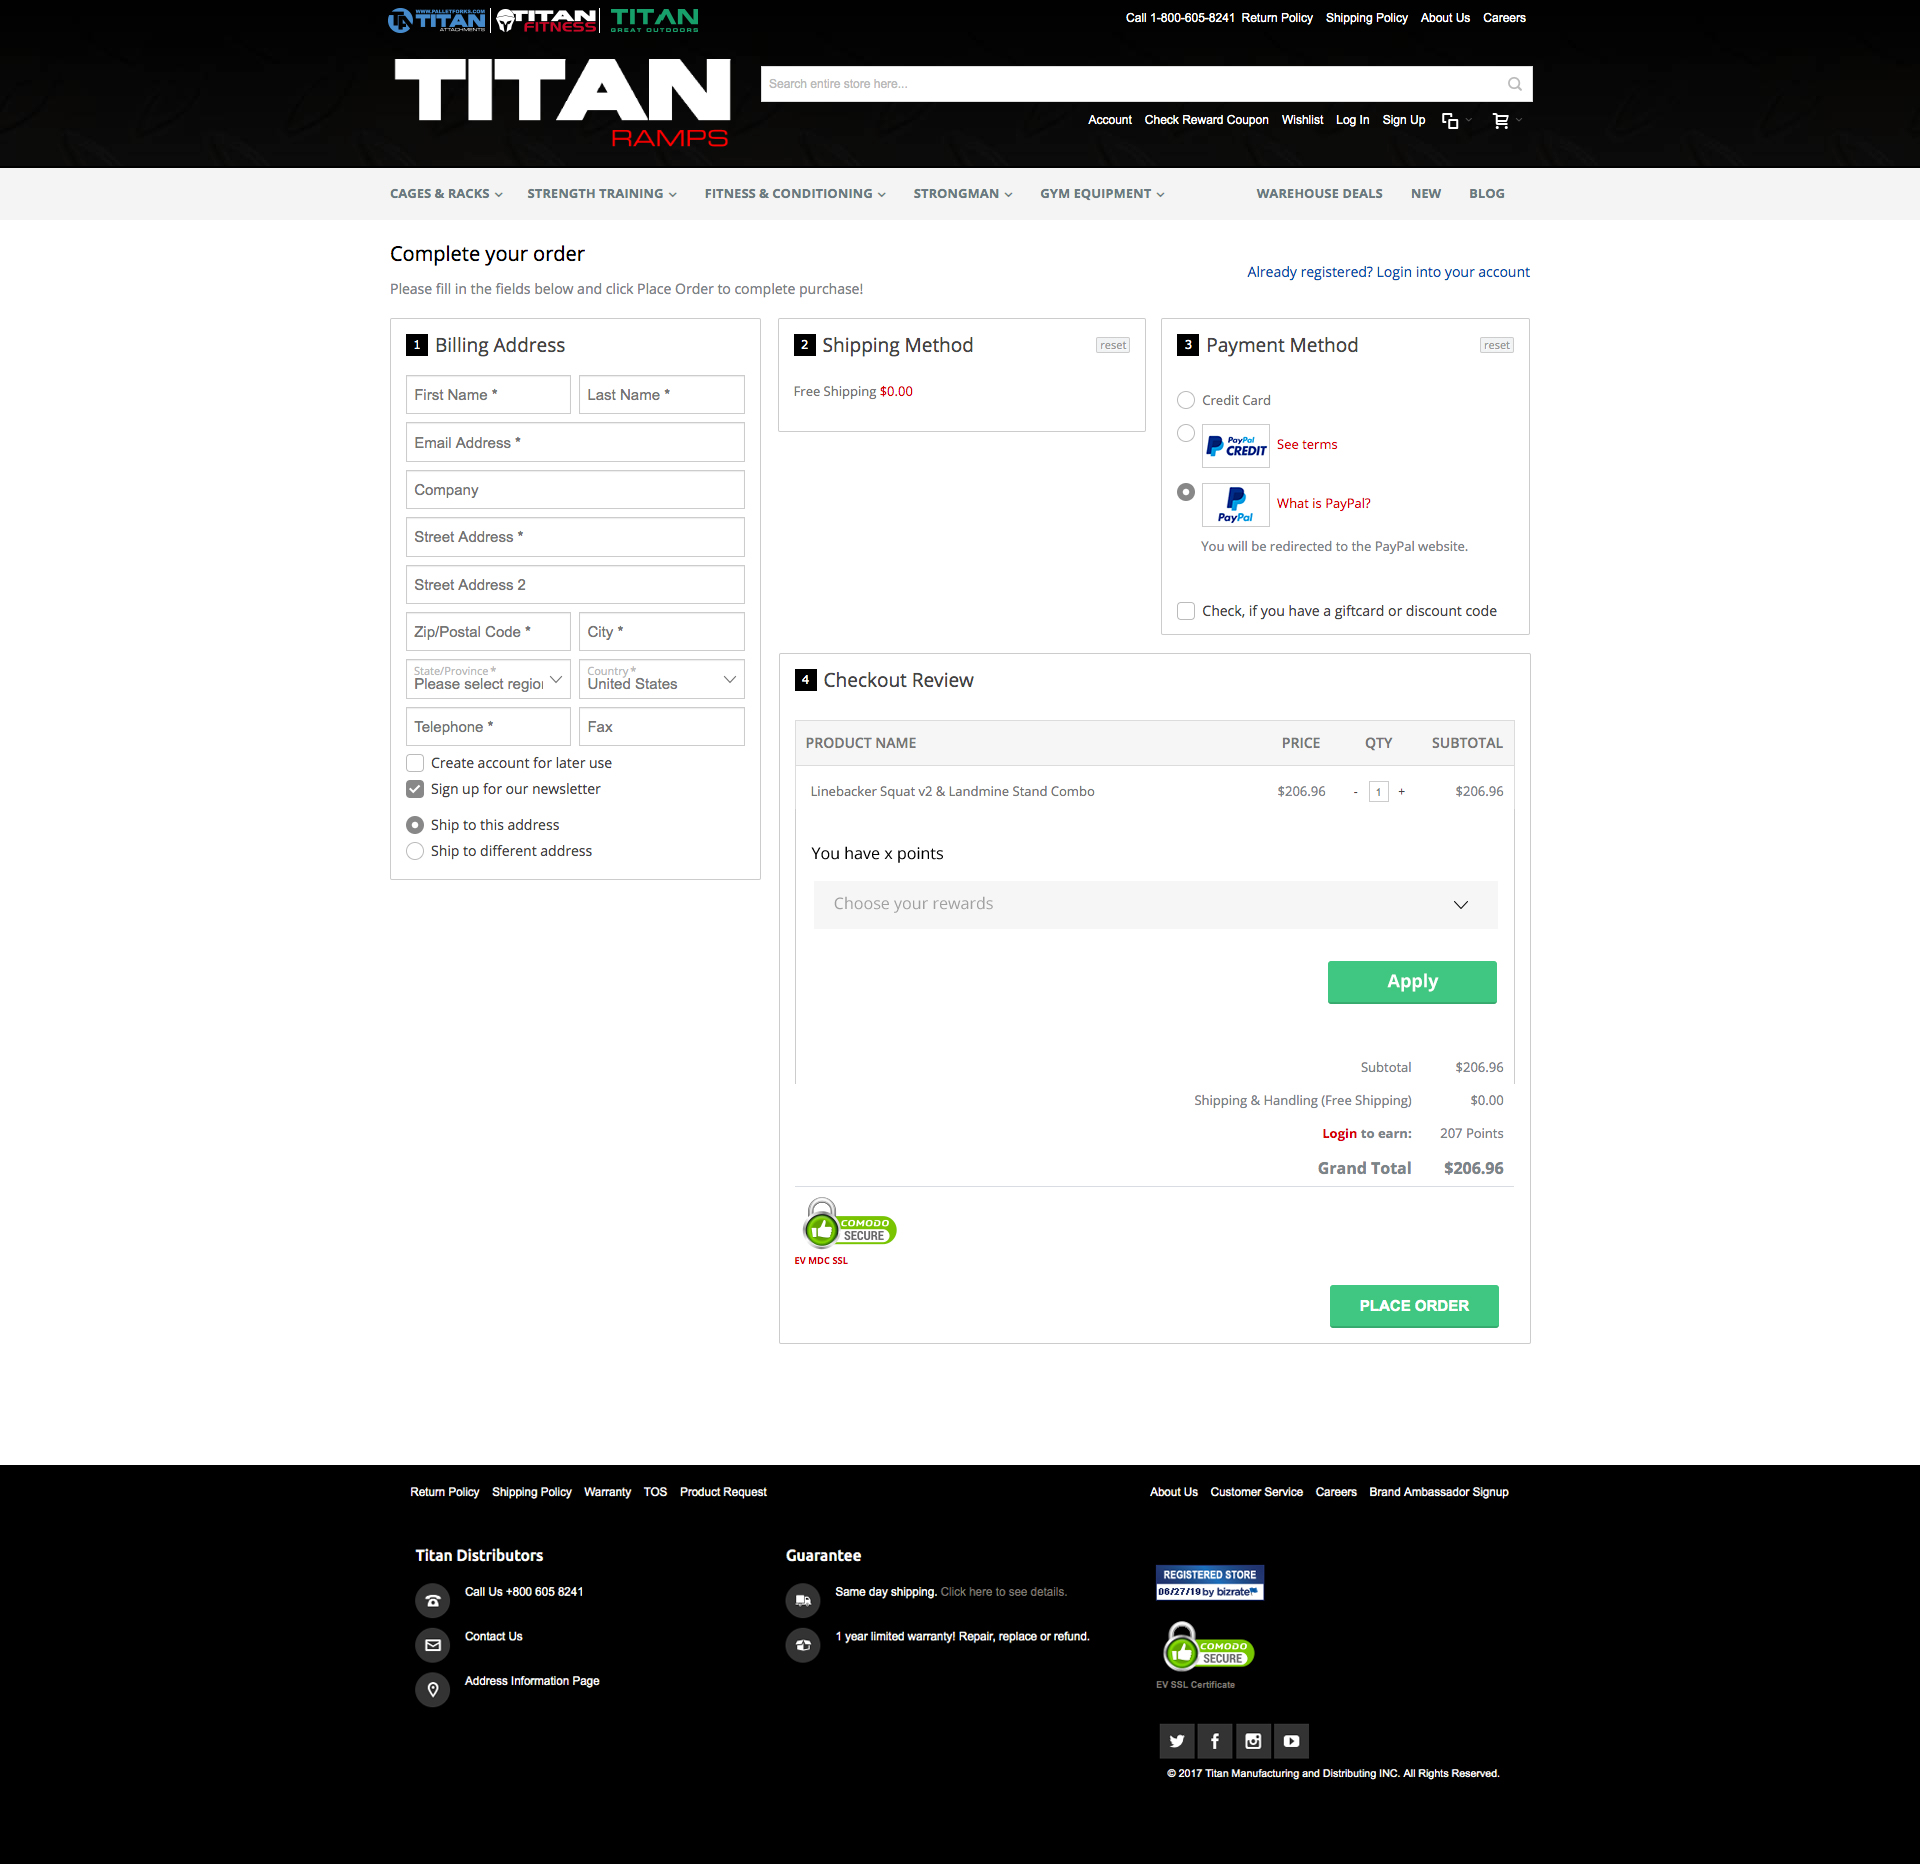 WWW.PALLETFORKS.COM
TITAN
ATTACHMENTS
TITAN
FITNESS
TITAN
GREAT OUTDOORS
Call 1-800-605-8241 Return Policy Shipping Policy About Us Careers
TITAN
RAMPS
Search entire store here...
Account Check Reward Coupon Wishlist Log In Sign Up
CAGES & RACKS STRENGTH TRAINING FITNESS & CONDITIONING STRONGMAN GYM EQUIPMENT WAREHOUSE DEALS NEW BLOG
Complete your order
Already registered? Login into your account
Please fill in the fields below and click Place Order to complete purchase!
1 Billing Address
First Name * Last Name *
Email Address *
Company
Street Address *
Street Address 2
Zip/Postal Code * City *
State/Province * Country *
Please select region United States
Telephone * Fax
Create account for later use
Sign up for our newsletter
Ship to this address
Ship to different address
2 Shipping Method reset
Free Shipping $0.00
3 Payment Method reset
Credit Card
PayPal
CREDIT See terms
PayPal What is PayPal?
You will be redirected to the PayPal website.
Check, if you have a giftcard or discount code
4 Checkout Review
PRODUCT NAME PRICE QTY SUBTOTAL
Linebacker Squat v2 & Landmine Stand Combo $206.96 - 1 + $206.96
You have x points
Choose your rewards
Apply
Subtotal $206.96
Shipping & Handling (Free Shipping) $0.00
Login to earn: 207 Points
Grand Total $206.96
COMODO
SECURE
EV MDC SSL
PLACE ORDER
Return Policy Shipping Policy Warranty TOS Product Request About Us Customer Service Careers Brand Ambassador Signup
Titan Distributors
Call Us +800 605 8241
Contact Us
Address Information Page
Guarantee
Same day shipping. Click here to see details.
1 year limited warranty! Repair, replace or refund.
REGISTERED STORE
06/27/19 by bizrate
COMODO
SECURE
EV SSL Certificate
© 2017 Titan Manufacturing and Distributing INC. All Rights Reserved.